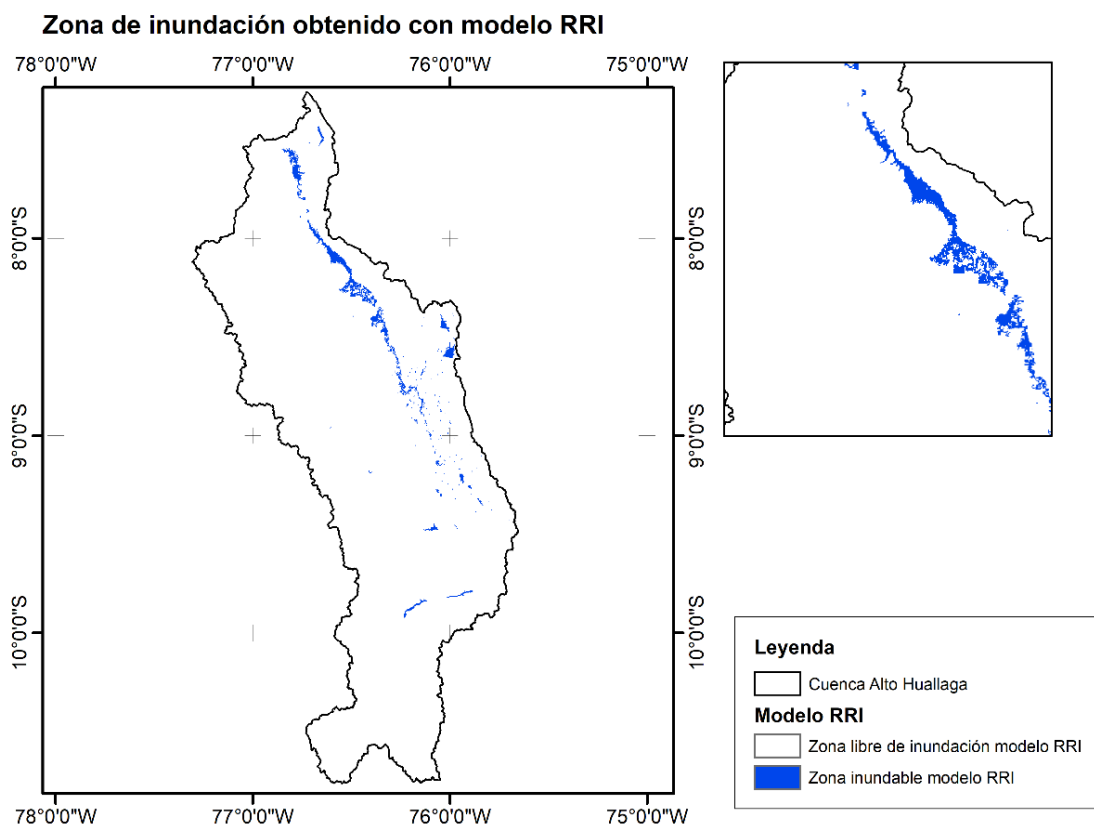 Zona de inundación obtenido con modelo RRI
78°0'0"W 77°0'0"W 76°0'0"W 75°0'0"W
8°0'0"S 8°0'0"S
9°0'0"S 9°0'0"S
10°0'0"S 10°0'0"S
78°0'0"W 77°0'0"W 76°0'0"W 75°0'0"W
Leyenda
Cuenca Alto Huallaga
Modelo RRI
Zona libre de inundación modelo RRI
Zona inundable modelo RRI